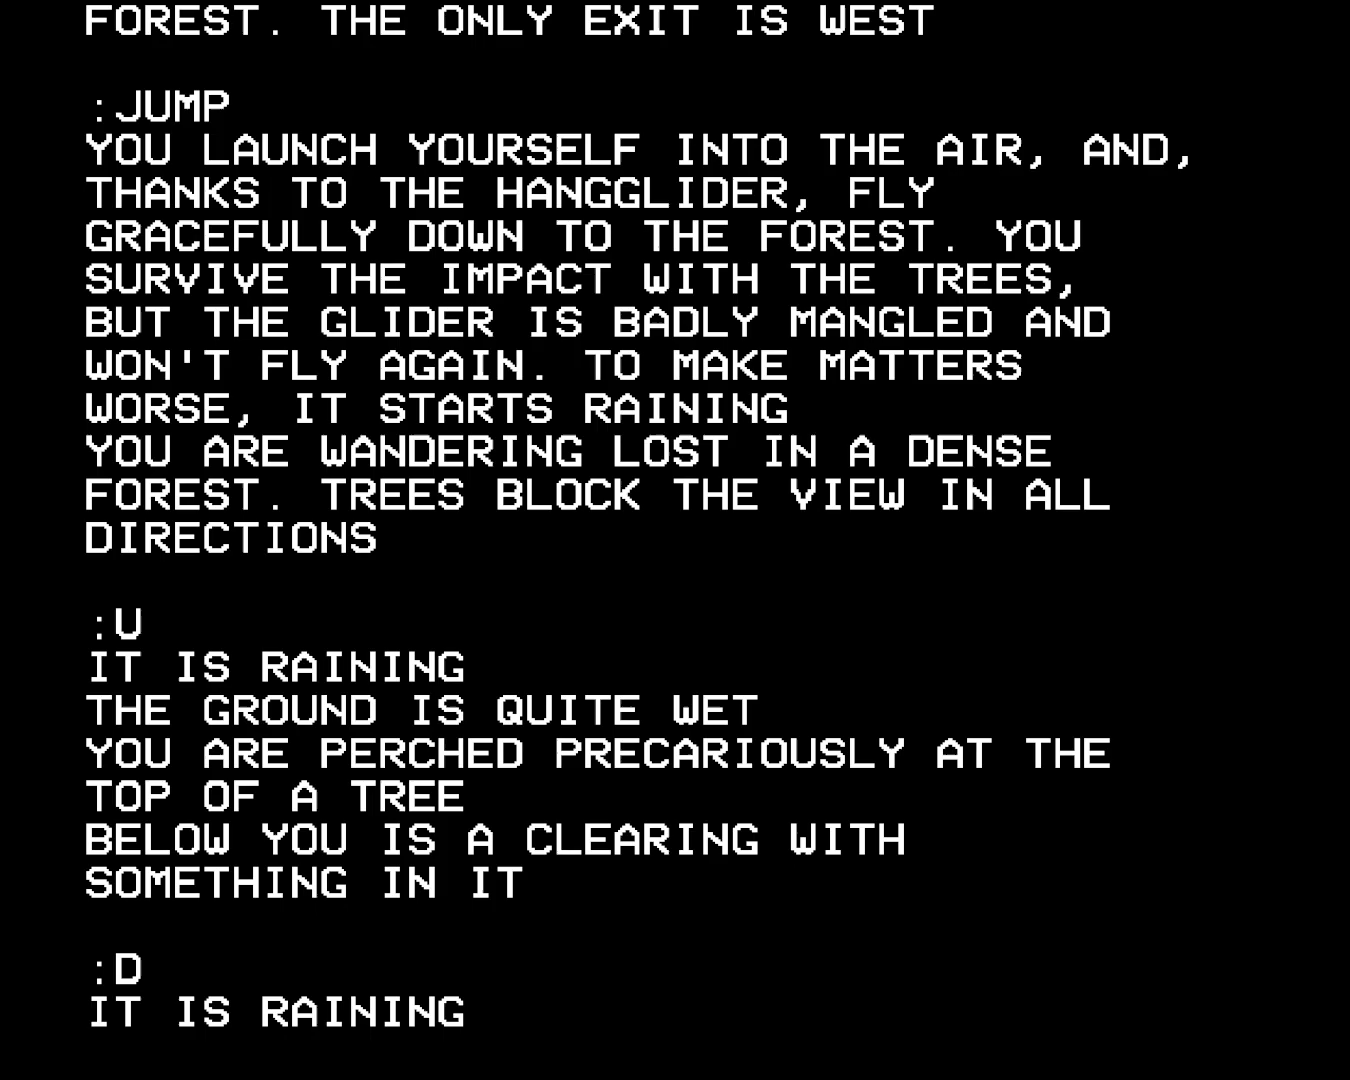 FOREST. THE ONLY EXIT IS WEST
:JUMP
YOU LAUNCH YOURSELF INTO THE AIR, AND,
THANKS TO THE HANGGLIDER, FLY
GRACEFULLY DOWN TO THE FOREST. YOU
SURVIVE THE IMPACT WITH THE TREES,
BUT THE GLIDER IS BADLY MANGLED AND
WON'T FLY AGAIN. TO MAKE MATTERS
WORSE, IT STARTS RAINING
YOU ARE WANDERING LOST IN A DENSE
FOREST. TREES BLOCK THE VIEW IN ALL
DIRECTIONS
:U
IT IS RAINING
THE GROUND IS QUITE WET
YOU ARE PERCHED PRECARIOUSLY AT THE
TOP OF A TREE
BELOW YOU IS A CLEARING WITH
SOMETHING IN IT
:D
IT IS RAINING